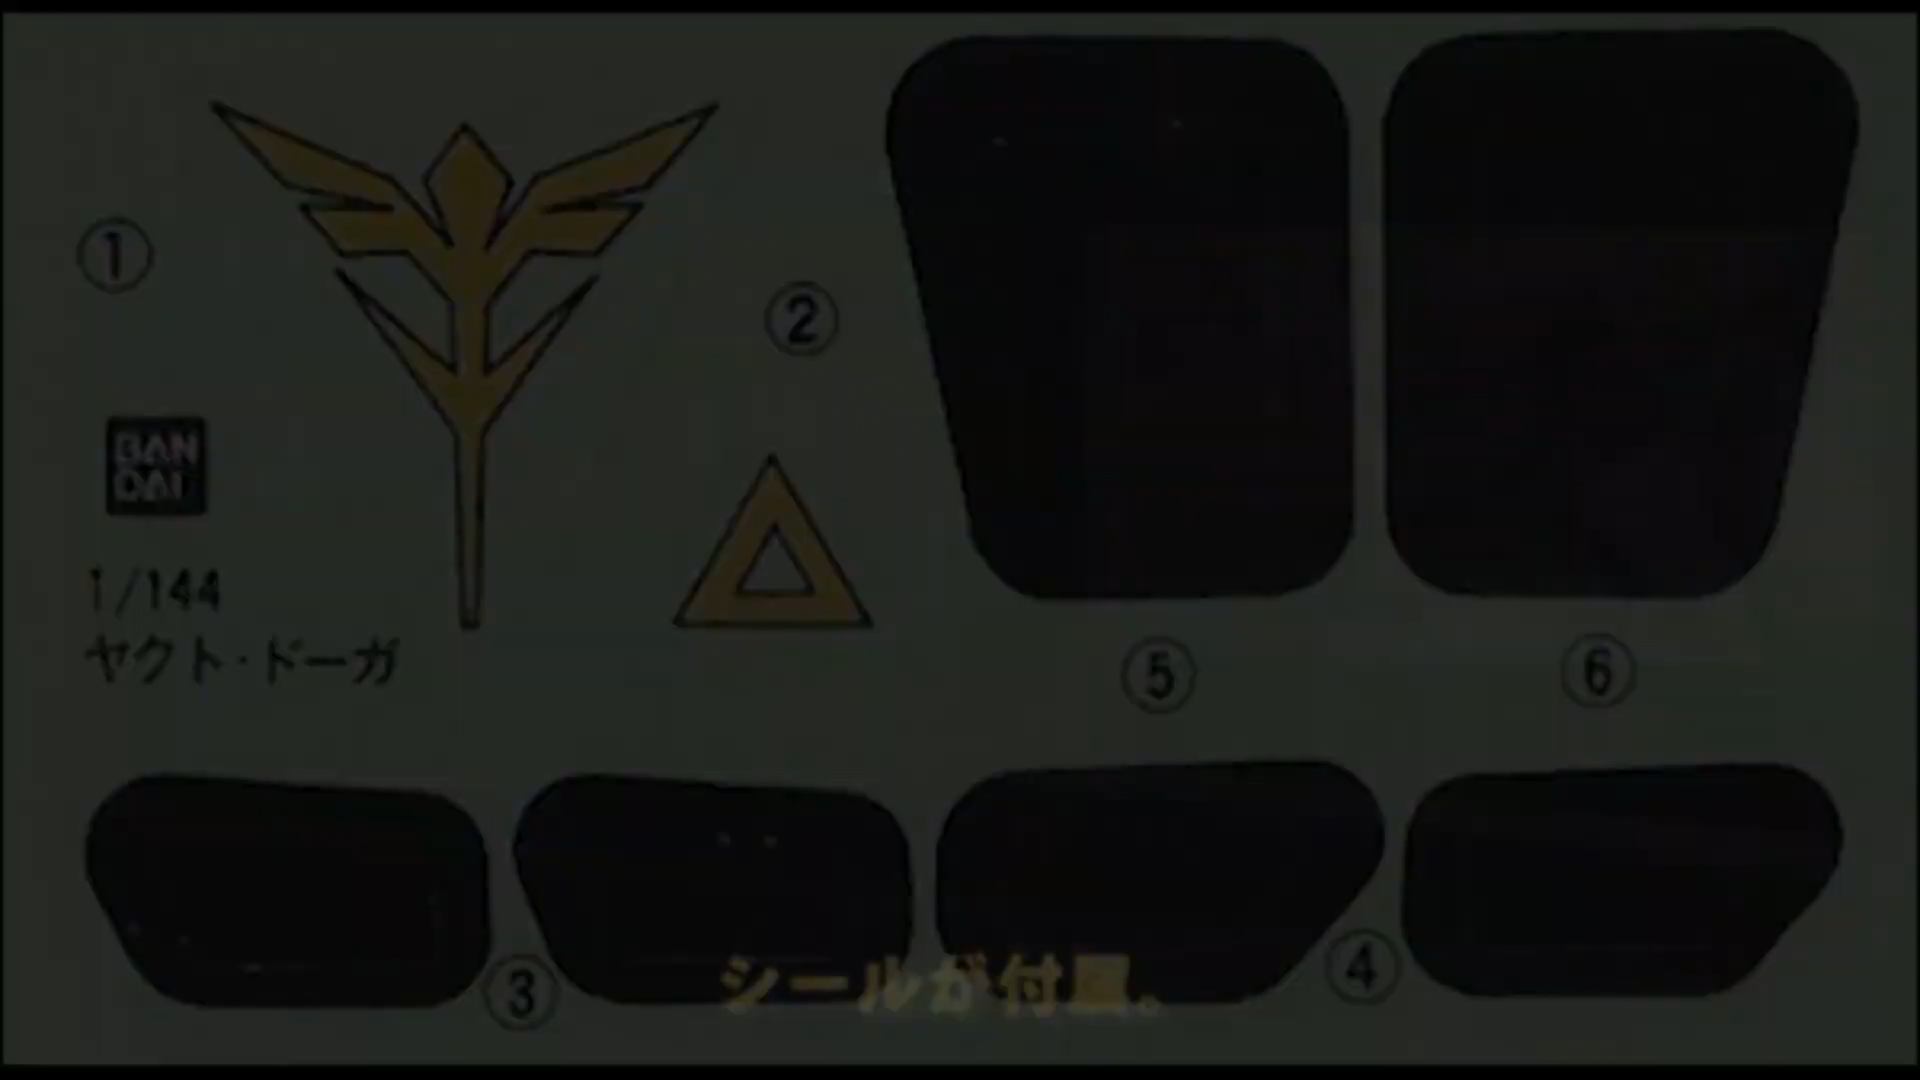 ①
②
BAN
DAI
1/144
ヤクト・ドーガ
⑤
⑥
③
④
シールが付属。